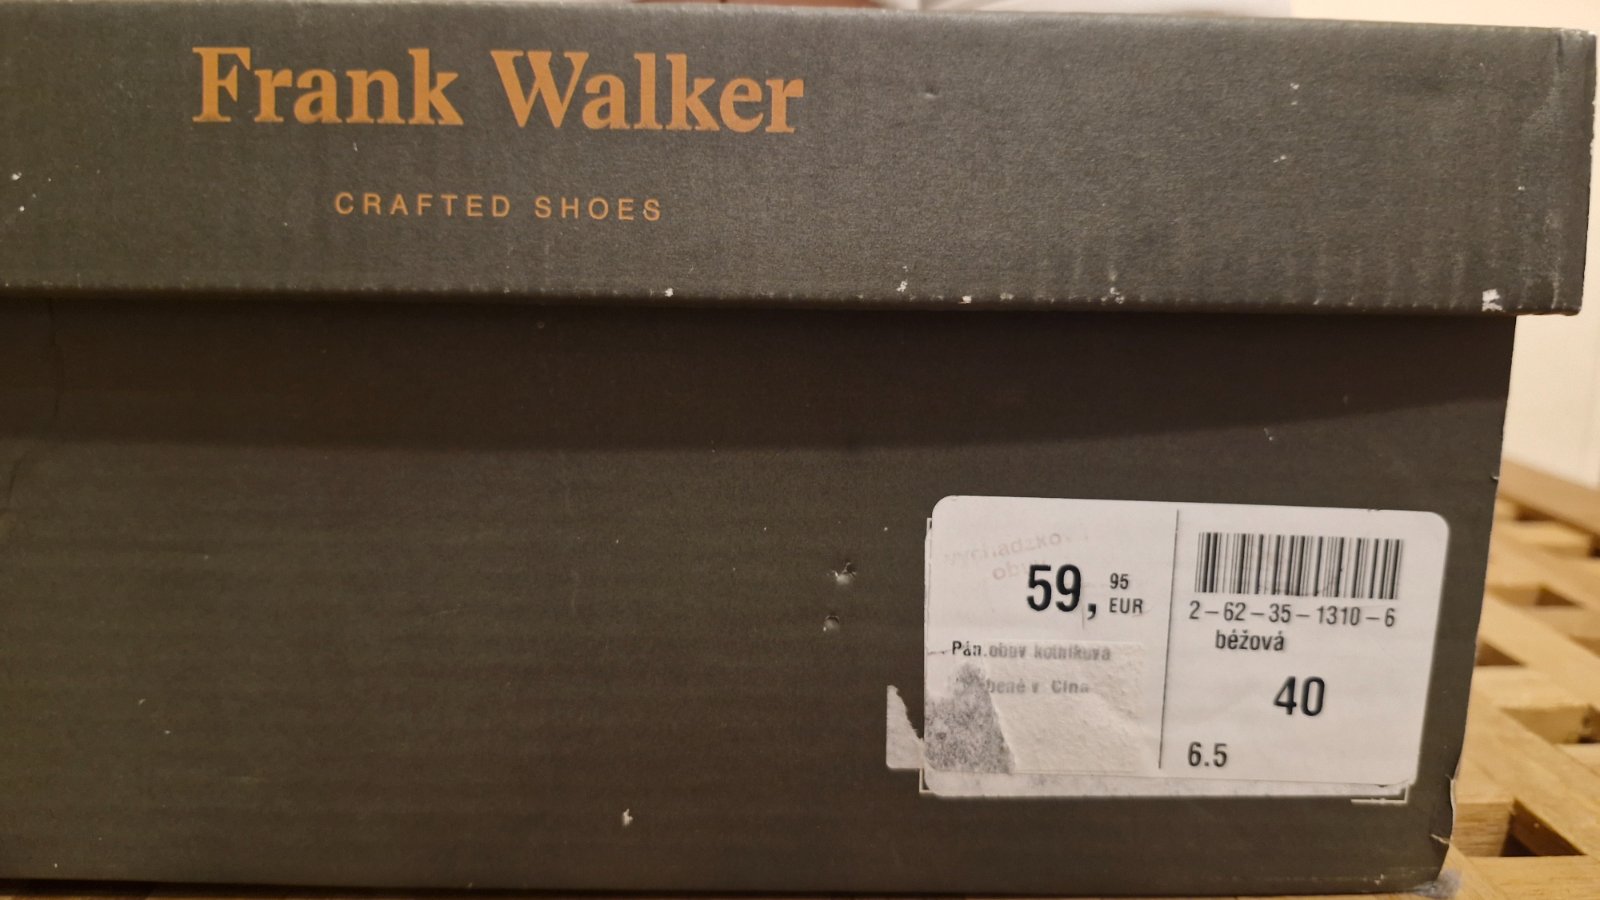 Frank Walker
CRAFTED SHOES
59,95 EUR
Pán.obuv kotníková
v Čína
2-62-35-1310-6
béžová
40
6.5